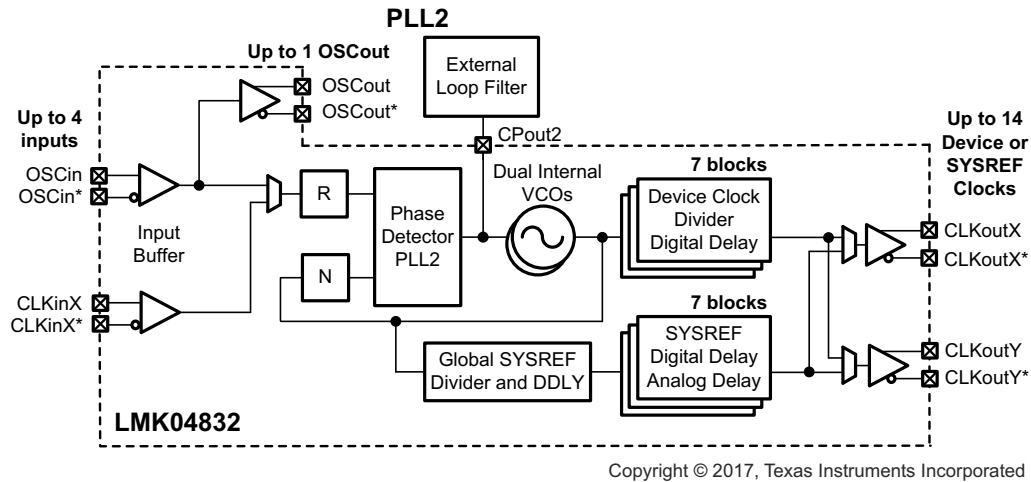 PLL2
Up to 1 OSCout
OSCout
OSCout*
External
Loop Filter
CPout2
Up to 4
inputs
OSCin
OSCin*
Input
Buffer
R
N
Phase
Detector
PLL2
Dual Internal
VCOs
7 blocks
Device Clock
Divider
Digital Delay
Up to 14
Device or
SYSREF
Clocks
CLKoutX
CLKoutX*
CLKinX
CLKinX*
Global SYSREF
Divider and DDLY
7 blocks
SYSREF
Digital Delay
Analog Delay
CLKoutY
CLKoutY*
LMK04832
Copyright © 2017, Texas Instruments Incorporated